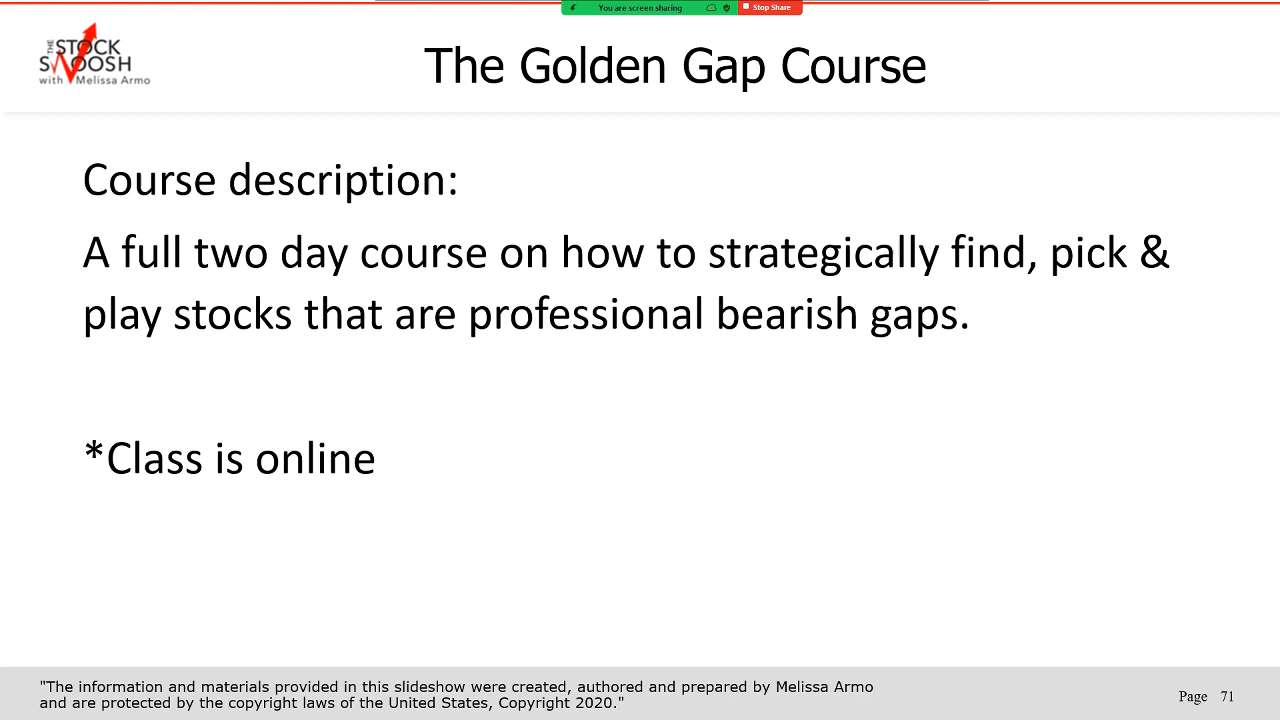 You are screen sharing
Stop Share
THE STOCK
SWOOSH
with Melissa Armo
The Golden Gap Course
Course description:
A full two day course on how to strategically find, pick &
play stocks that are professional bearish gaps.
*Class is online
"The information and materials provided in this slideshow were created, authored and prepared by Melissa Armo
and are protected by the copyright laws of the United States, Copyright 2020."
Page 71